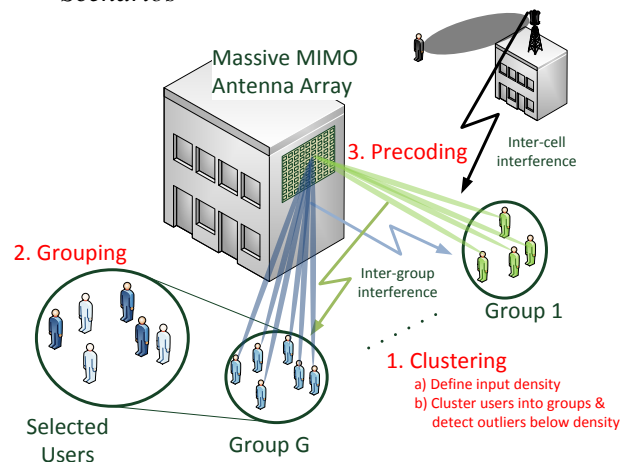 Scenarios
Massive MIMO
Antenna Array
3. Precoding
Inter-cell
interference
2. Grouping
Inter-group
interference
Group 1
1. Clustering
a) Define input density
b) Cluster users into groups &
detect outliers below density
Selected
Users
Group G